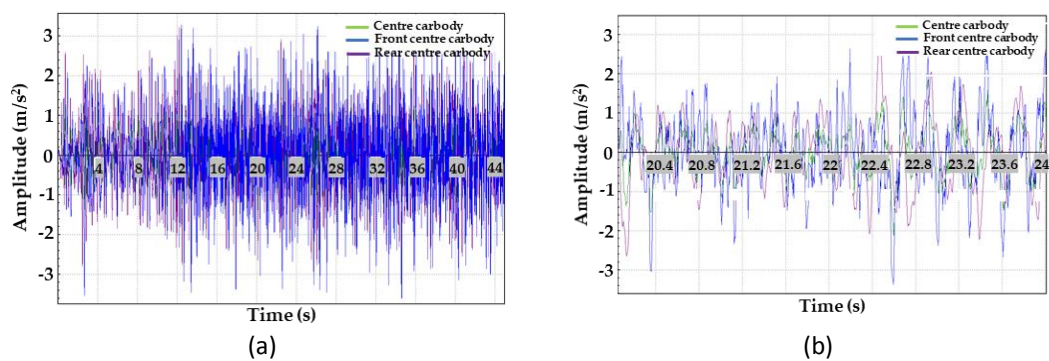 Amplitude (m/s²)
3
2
1
0
-1
-2
-3
4 8 12 16 20 24 28 32 36 40 44
Centre carbody
Front centre carbody
Rear centre carbody
Time (s)
(a)
Amplitude (m/s²)
3
2
1
0
-1
-2
-3
20.4 20.8 21.2 21.6 22 22.4 22.8 23.2 23.6 24
Centre carbody
Front centre carbody
Rear centre carbody
Time (s)
(b)